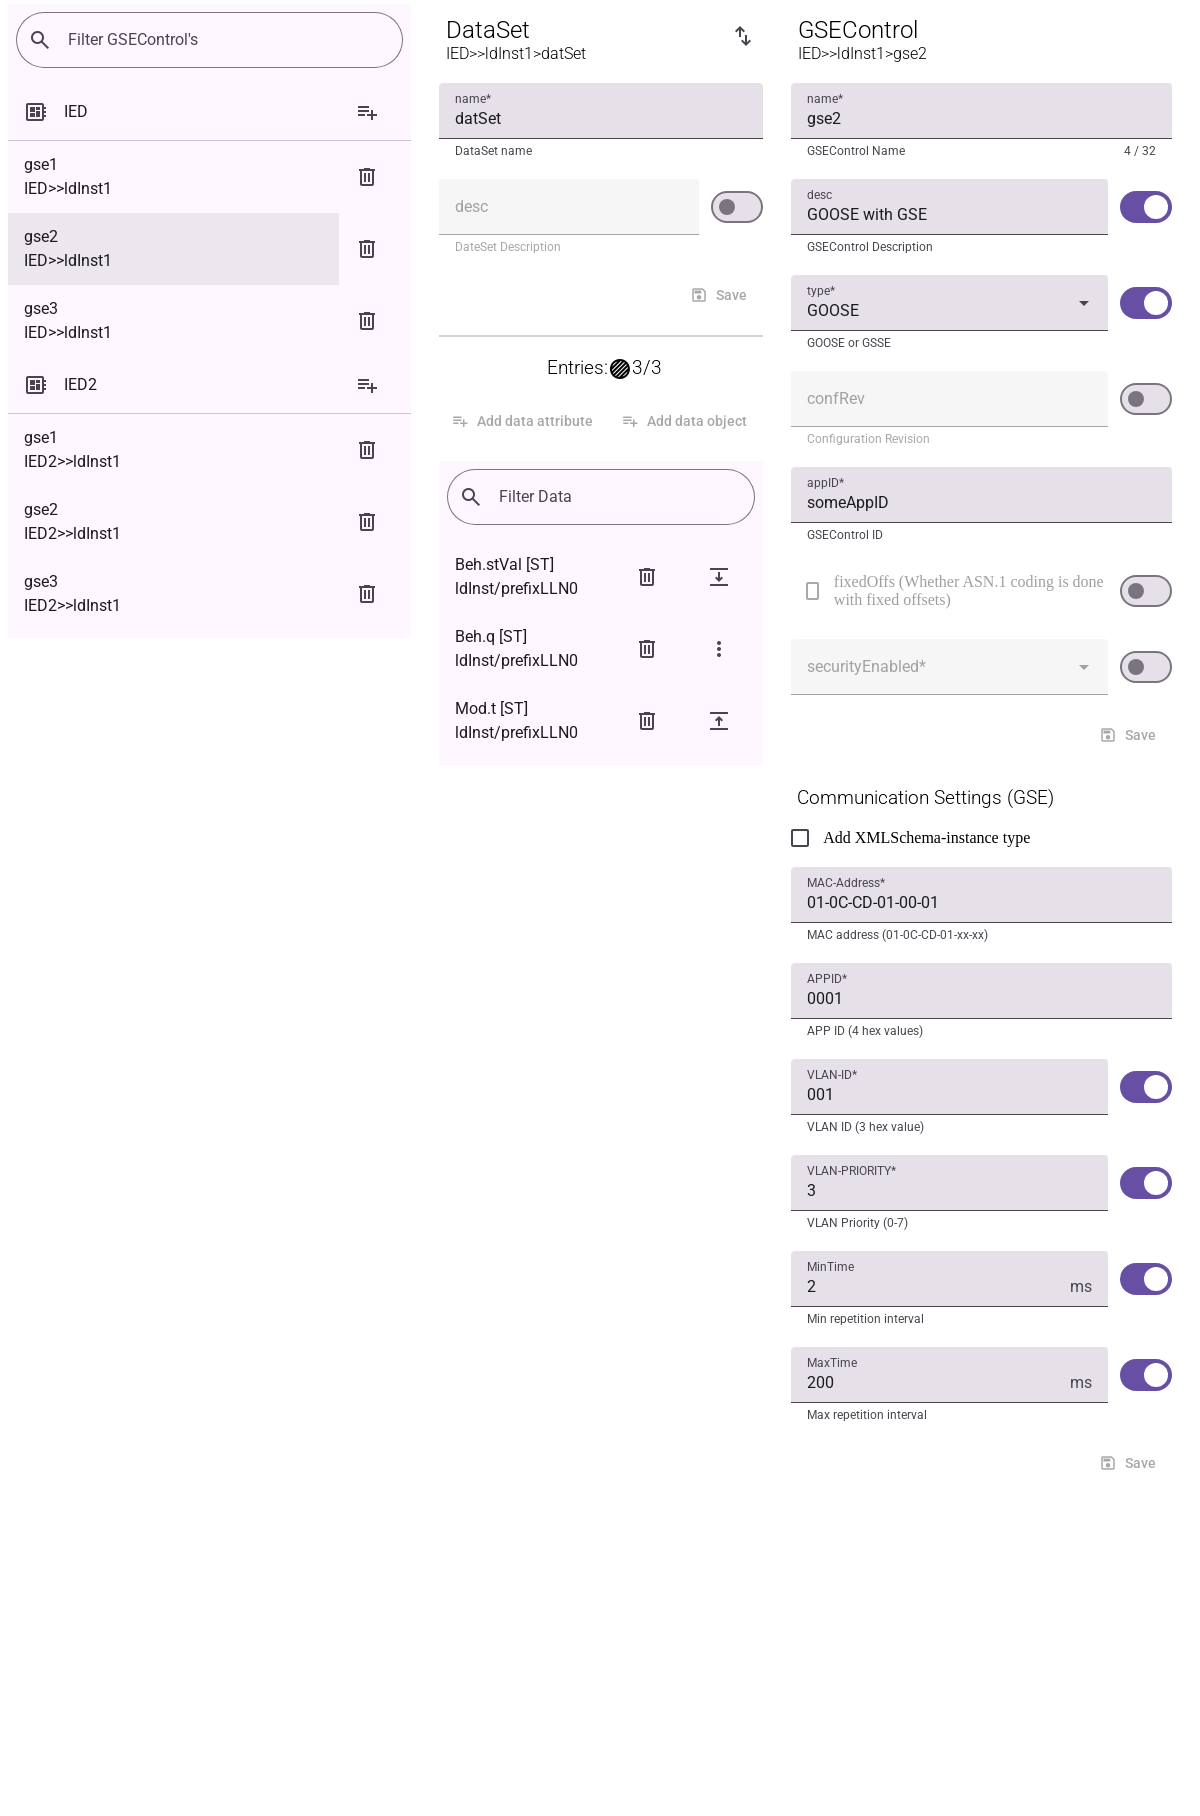 Filter GSEControl's
IED
gse1
IED>>ldInst1
gse2
IED>>ldInst1
gse3
IED>>ldInst1
IED2
gse1
IED2>>ldInst1
gse2
IED2>>ldInst1
gse3
IED2>>ldInst1
DataSet
IED>>ldInst1>datSet
name*
datSet
DataSet name
desc
DateSet Description
Save
Entries: 3/3
Add data attribute
Add data object
Filter Data
Beh.stVal [ST]
ldInst/prefixLLN0
Beh.q [ST]
ldInst/prefixLLN0
Mod.t [ST]
ldInst/prefixLLN0
GSEControl
IED>>ldInst1>gse2
name*
gse2
GSEControl Name
4 / 32
desc
GOOSE with GSE
GSEControl Description
type*
GOOSE
GOOSE or GSSE
confRev
Configuration Revision
appID*
someAppID
GSEControl ID
fixedOffs (Whether ASN.1 coding is done
with fixed offsets)
securityEnabled*
Save
Communication Settings (GSE)
Add XMLSchema-instance type
MAC-Address*
01-0C-CD-01-00-01
MAC address (01-0C-CD-01-xx-xx)
APPID*
0001
APP ID (4 hex values)
VLAN-ID*
001
VLAN ID (3 hex value)
VLAN-PRIORITY*
3
VLAN Priority (0-7)
MinTime
2 ms
Min repetition interval
MaxTime
200 ms
Max repetition interval
Save